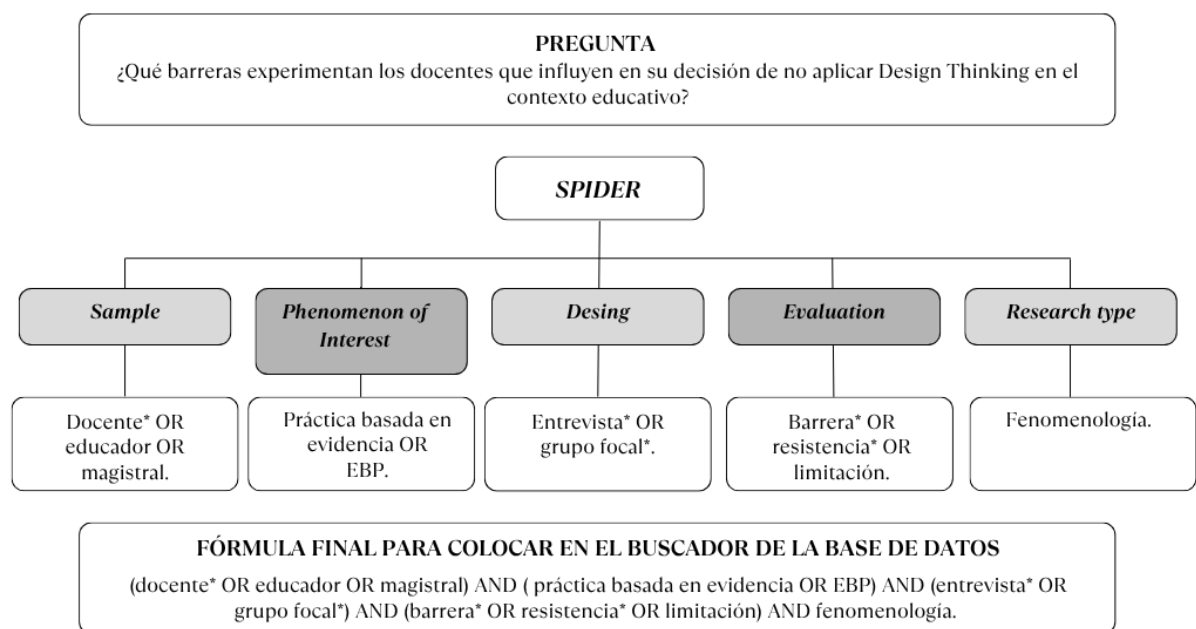 PREGUNTA
¿Qué barreras experimentan los docentes que influyen en su decisión de no aplicar Design Thinking en el
contexto educativo?
SPIDER
Sample
Phenomenon of
Interest
Desing
Evaluation
Research type
Docente* OR
educador OR
magistral.
Práctica basada en
evidencia OR
EBP.
Entrevista* OR
grupo focal*.
Barrera* OR
resistencia* OR
limitación.
Fenomenología.
FÓRMULA FINAL PARA COLOCAR EN EL BUSCADOR DE LA BASE DE DATOS
(docente* OR educador OR magistral) AND ( práctica basada en evidencia OR EBP) AND (entrevista* OR
grupo focal*) AND (barrera* OR resistencia* OR limitación) AND fenomenología.